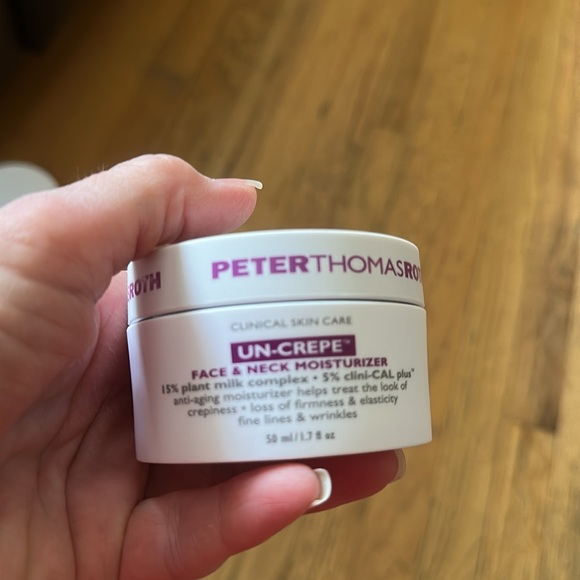 ROTH PETERTHOMASRO
CLINICAL SKIN CARE
UN-CREPE™
FACE & NECK MOISTURIZER
15% plant milk complex • 5% clini-CAL plus™
anti-aging moisturizer helps treat the look of
crepiness • loss of firmness & elasticity
fine lines & wrinkles
50 ml/1.7 fl oz